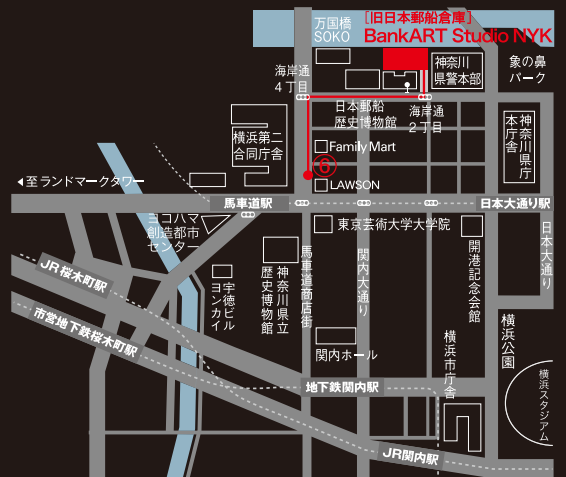 万国橋
SOKO
[旧日本郵船倉庫]
BankART Studio NYK
神奈川
県警本部
象の鼻
パーク
海岸通
4丁目
日本郵船
歴史博物館
海岸通
2丁目
横浜第二
合同庁舎
Family Mart
神奈川県庁
本庁舎
⑥
LAWSON
至ランドマークタワー
馬車道駅
日本大通り駅
ヨコハマ
創造都市
センター
東京芸術大学大学院
日本大通り
開港記念会館
馬車道商店街
関内大通り
神奈川県立
歴史博物館
宇徳ビル
ヨンカイ
JR桜木町駅
市営地下鉄桜木町駅
関内ホール
横浜市庁舎
横浜公園
横浜スタジアム
地下鉄関内駅
JR関内駅